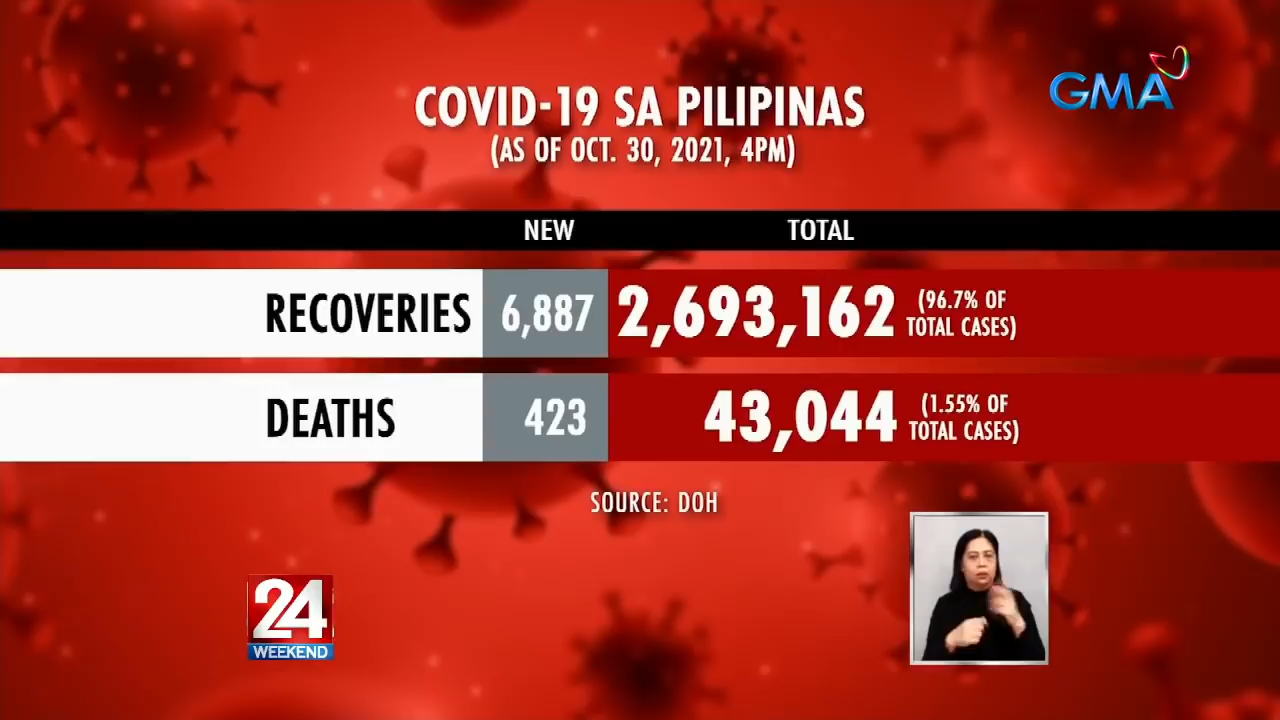 COVID-19 SA PILIPINAS
(AS OF OCT. 30, 2021, 4PM)
GMA
NEW TOTAL
RECOVERIES 6,887 2,693,162 (96.7% OF
TOTAL CASES)
DEATHS 423 43,044 (1.55% OF
TOTAL CASES)
SOURCE: DOH
24
WEEKEND